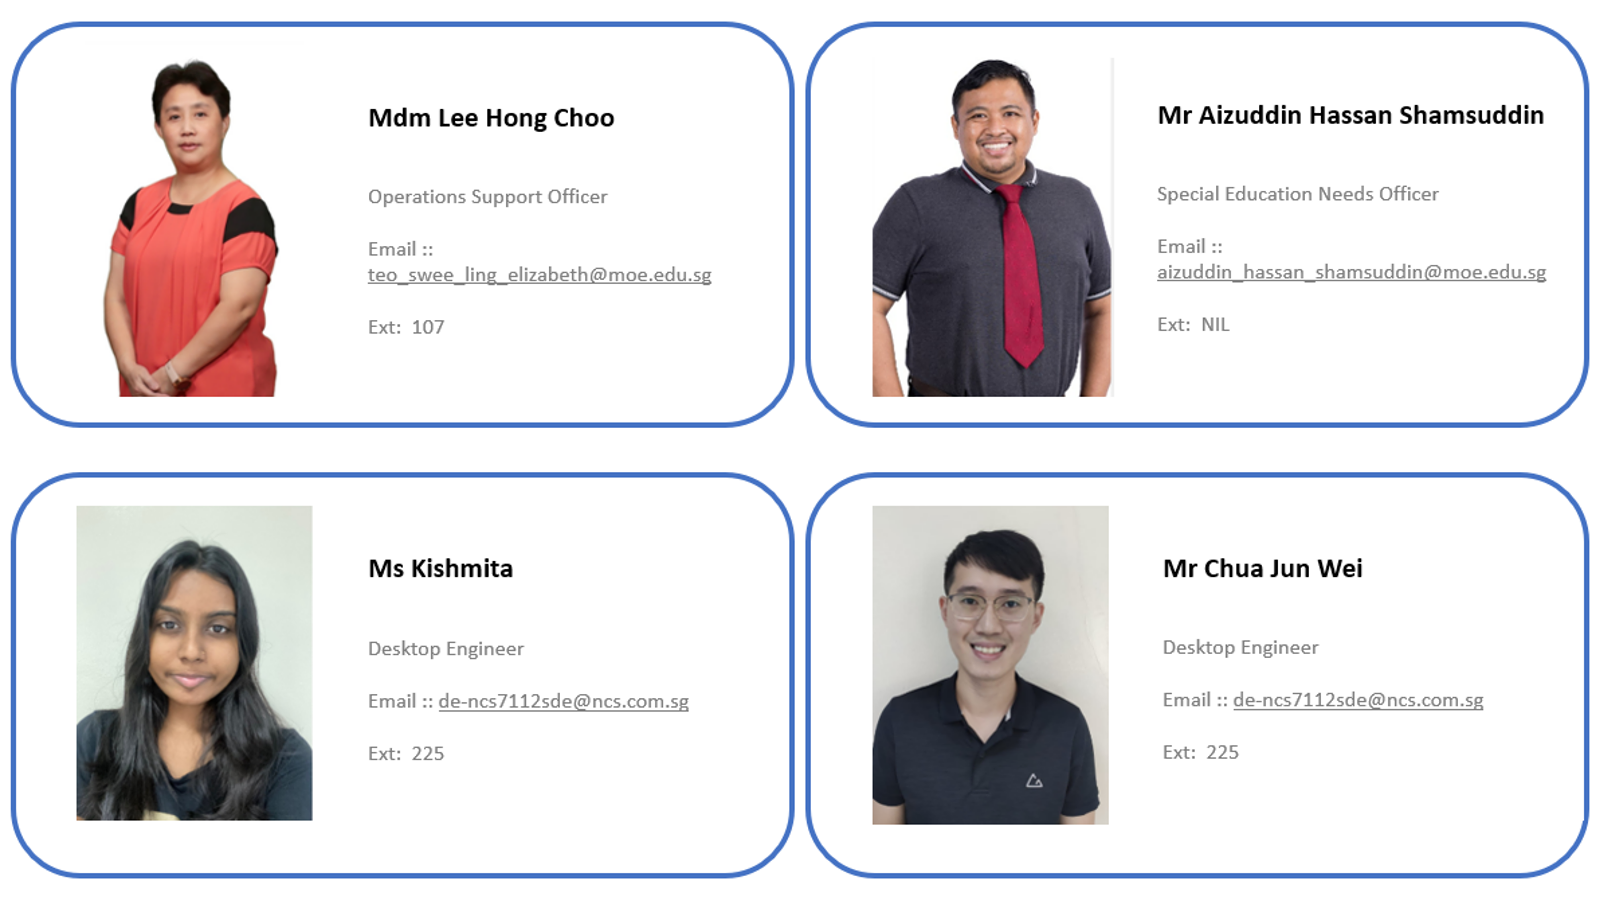 Mdm Lee Hong Choo
Operations Support Officer
Email ::
teo_swee_ling_elizabeth@moe.edu.sg
Ext:  107
Mr Aizuddin Hassan Shamsuddin
Special Education Needs Officer
Email ::
aizuddin_hassan_shamsuddin@moe.edu.sg
Ext:  NIL
Ms Kishmita
Desktop Engineer
Email :: de-ncs7112sde@ncs.com.sg
Ext:  225
Mr Chua Jun Wei
Desktop Engineer
Email :: de-ncs7112sde@ncs.com.sg
Ext:  225